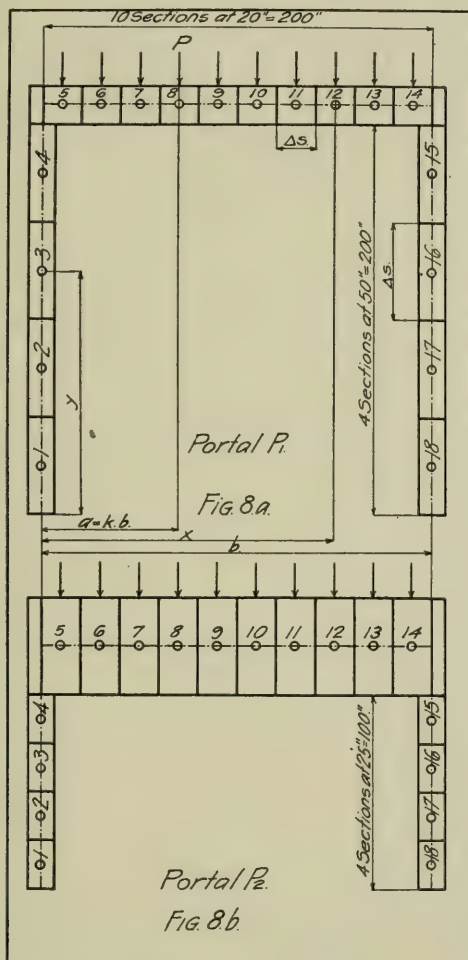 10 Sections at 20"=200"
P
5 6 7 8 9 10 11 12 13 14
Δs.
4
3
2
1
15
16
17
18
Δs.
4 Sections at 50"=200"
y
Portal P1.
FIG. 8.a.
a=k.b.
x
b.
5 6 7 8 9 10 11 12 13 14
4
3
2
1
15
16
17
18
4 Sections at 25"=100"
Portal P2.
FIG. 8.b.